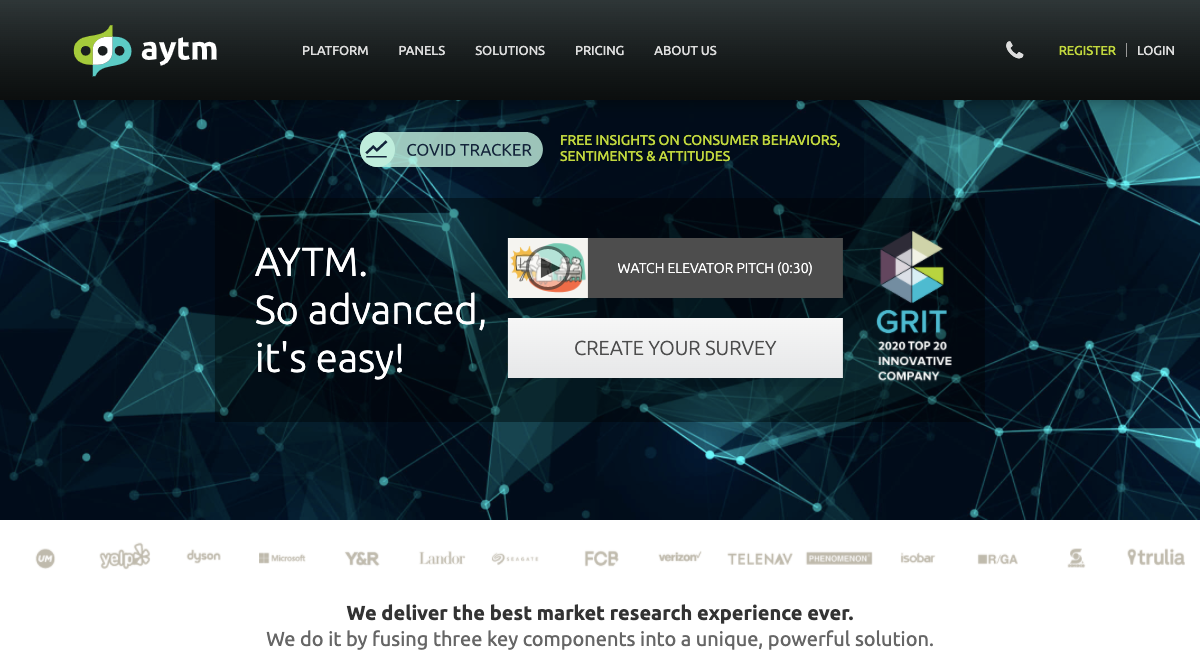 aytm
PLATFORM PANELS SOLUTIONS PRICING ABOUT US REGISTER LOGIN
COVID TRACKER
FREE INSIGHTS ON CONSUMER BEHAVIORS,
SENTIMENTS & ATTITUDES
AYTM.
So advanced,
it's easy!
WATCH ELEVATOR PITCH (0:30)
CREATE YOUR SURVEY
GRIT
2020 TOP 20
INNOVATIVE
COMPANY
UM yelp dyson Microsoft Y&R Landor SEAGATE FCB verizon TELENAV PHENOMENON isobar R/GA trulia
We deliver the best market research experience ever.
We do it by fusing three key components into a unique, powerful solution.